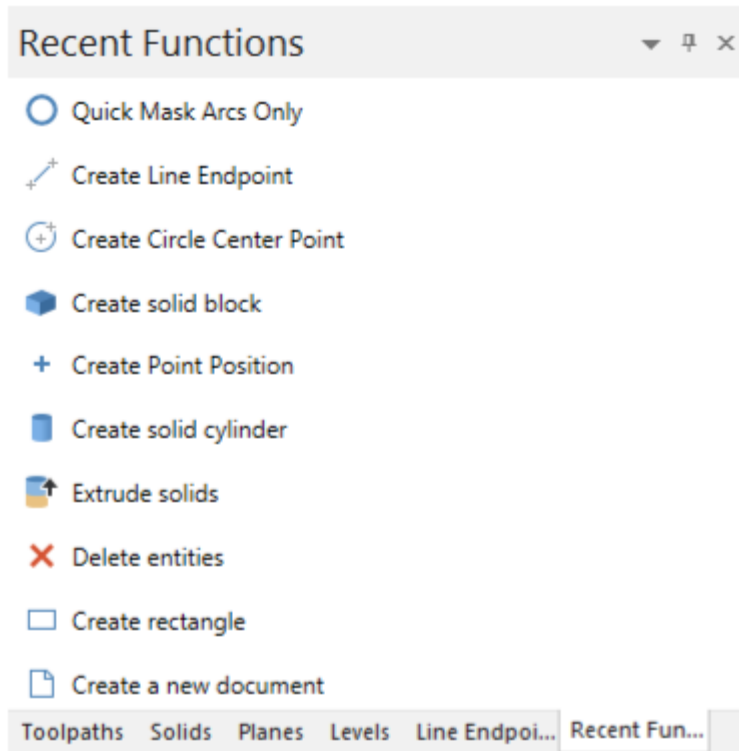 Recent Functions
Quick Mask Arcs Only
Create Line Endpoint
Create Circle Center Point
Create solid block
Create Point Position
Create solid cylinder
Extrude solids
Delete entities
Create rectangle
Create a new document
Toolpaths Solids Planes Levels Line Endpoi... Recent Fun...